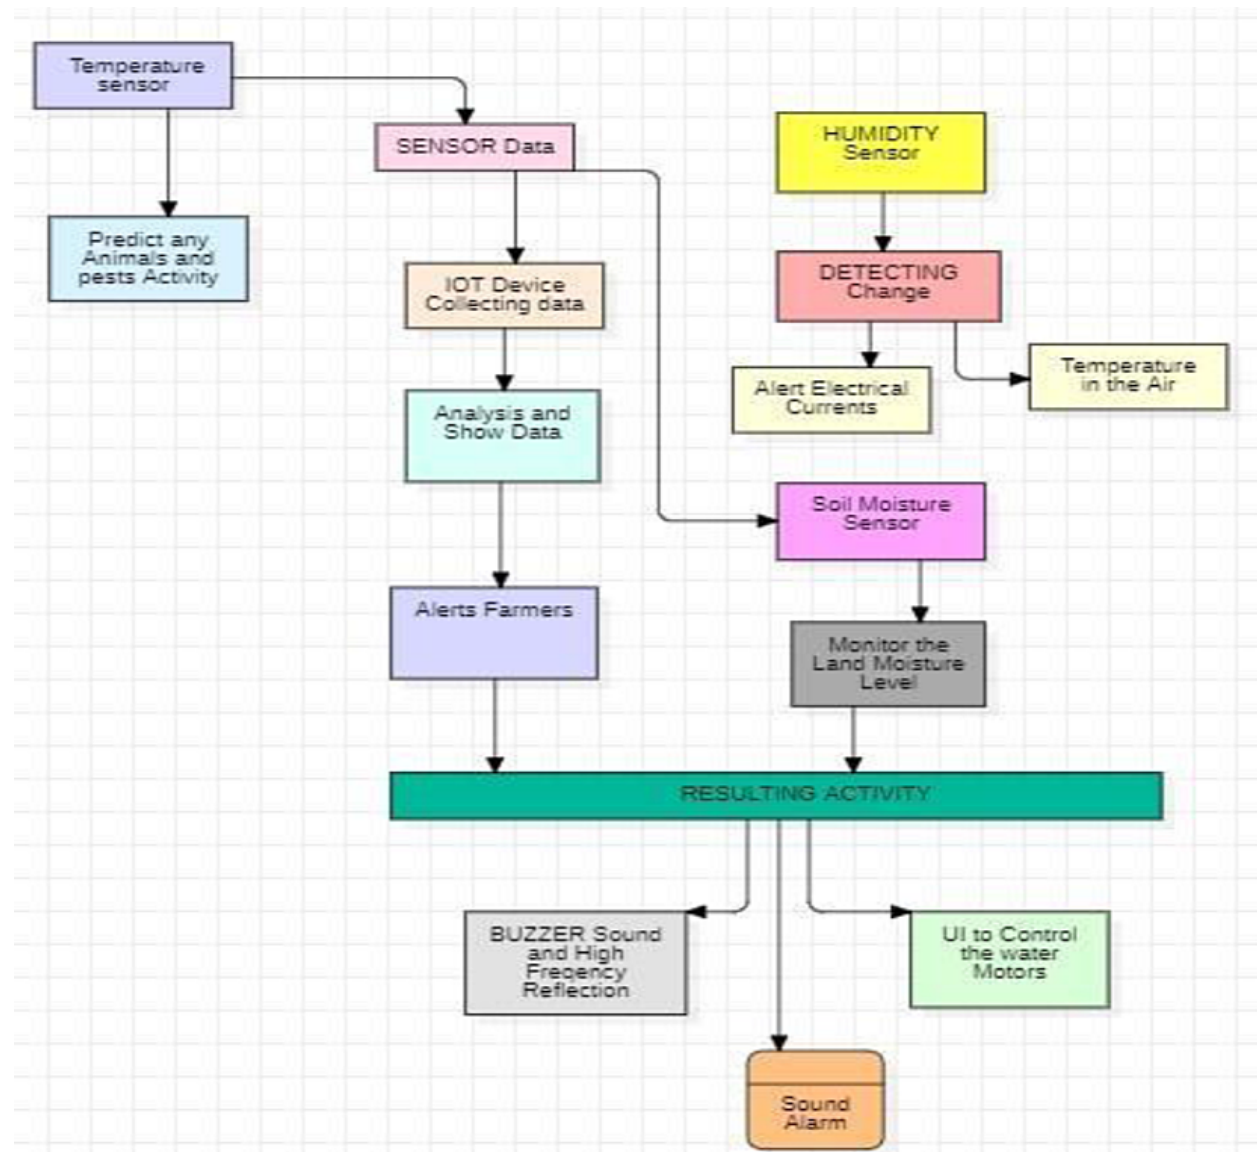 Temperature
sensor
SENSOR Data
HUMIDITY
Sensor
Predict any
Animals and
pests Activity
IOT Device
Collecting data
DETECTING
Change
Temperature
in the Air
Alert Electrical
Currents
Analysis and
Show Data
Soil Moisture
Sensor
Alerts Farmers
Monitor the
Land Moisture
Level
RESULTING ACTIVITY
BUZZER Sound
and High
Freqency
Reflection
UI to Control
the water
Motors
Sound
Alarm